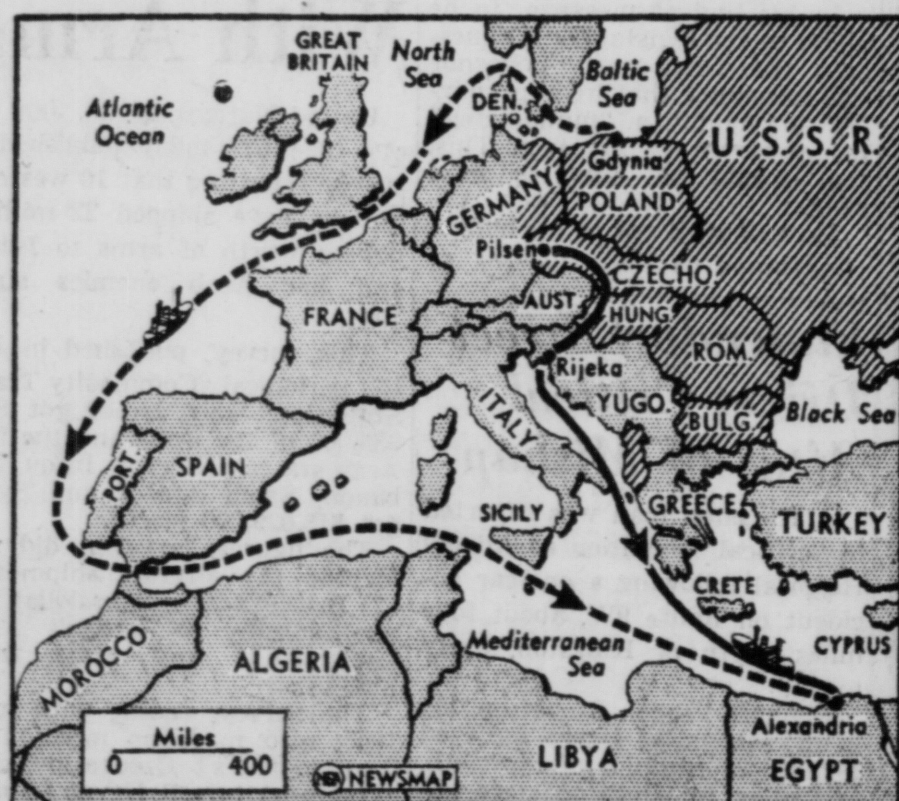 GREAT
BRITAIN
North
Sea
Baltic
Sea
Atlantic
Ocean
DEN.
U. S. S. R.
Gdynia
POLAND
GERMANY
Pilsen
CZECHO.
AUST.
HUNG.
FRANCE
ROM.
Rijeka
YUGO.
ITALY
BULG.
Black Sea
PORT.
SPAIN
SICILY
GREECE
TURKEY
CRETE
Mediterranean
Sea
CYPRUS
MOROCCO
ALGERIA
Alexandria
LIBYA
EGYPT
Miles
0 400
NEWSMAP